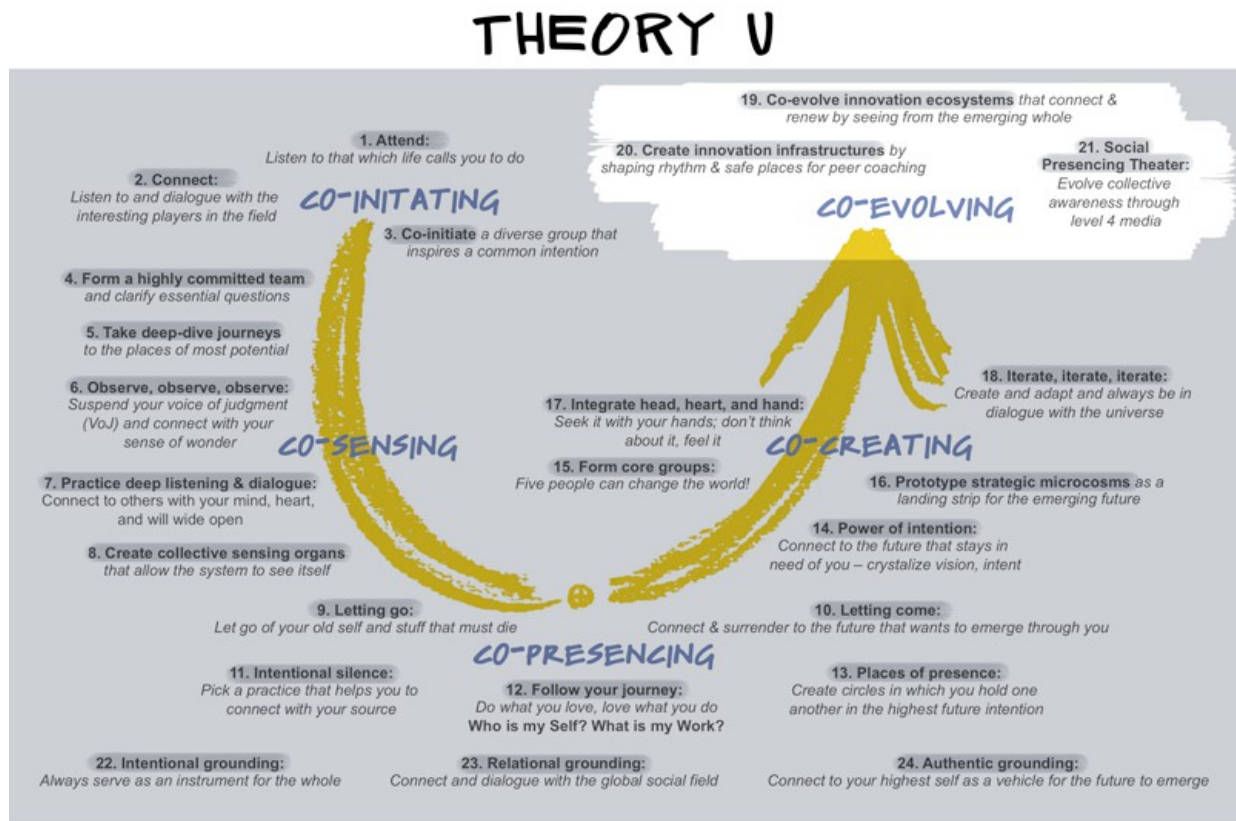 THEORY U
19. Co-evolve innovation ecosystems that connect &
renew by seeing from the emerging whole
1. Attend:
Listen to that which life calls you to do
20. Create innovation infrastructures by
shaping rhythm & safe places for peer coaching
21. Social
Presencing Theater:
Evolve collective
awareness through
level 4 media
2. Connect:
Listen to and dialogue with the
interesting players in the field
CO-INITATING
CO-EVOLVING
3. Co-initiate a diverse group that
inspires a common intention
4. Form a highly committed team
and clarify essential questions
5. Take deep-dive journeys
to the places of most potential
6. Observe, observe, observe:
Suspend your voice of judgment
(VoJ) and connect with your
sense of wonder
18. Iterate, iterate, iterate:
Create and adapt and always be in
dialogue with the universe
17. Integrate head, heart, and hand:
Seek it with your hands; don't think
about it, feel it
CO-SENSING
CO-CREATING
15. Form core groups:
Five people can change the world!
7. Practice deep listening & dialogue:
Connect to others with your mind, heart,
and will wide open
16. Prototype strategic microcosms as a
landing strip for the emerging future
14. Power of intention:
Connect to the future that stays in
need of you – crystalize vision, intent
8. Create collective sensing organs
that allow the system to see itself
9. Letting go:
Let go of your old self and stuff that must die
10. Letting come:
Connect & surrender to the future that wants to emerge through you
CO-PRESENCING
11. Intentional silence:
Pick a practice that helps you to
connect with your source
12. Follow your journey:
Do what you love, love what you do
Who is my Self? What is my Work?
13. Places of presence:
Create circles in which you hold one
another in the highest future intention
22. Intentional grounding:
Always serve as an instrument for the whole
23. Relational grounding:
Connect and dialogue with the global social field
24. Authentic grounding:
Connect to your highest self as a vehicle for the future to emerge